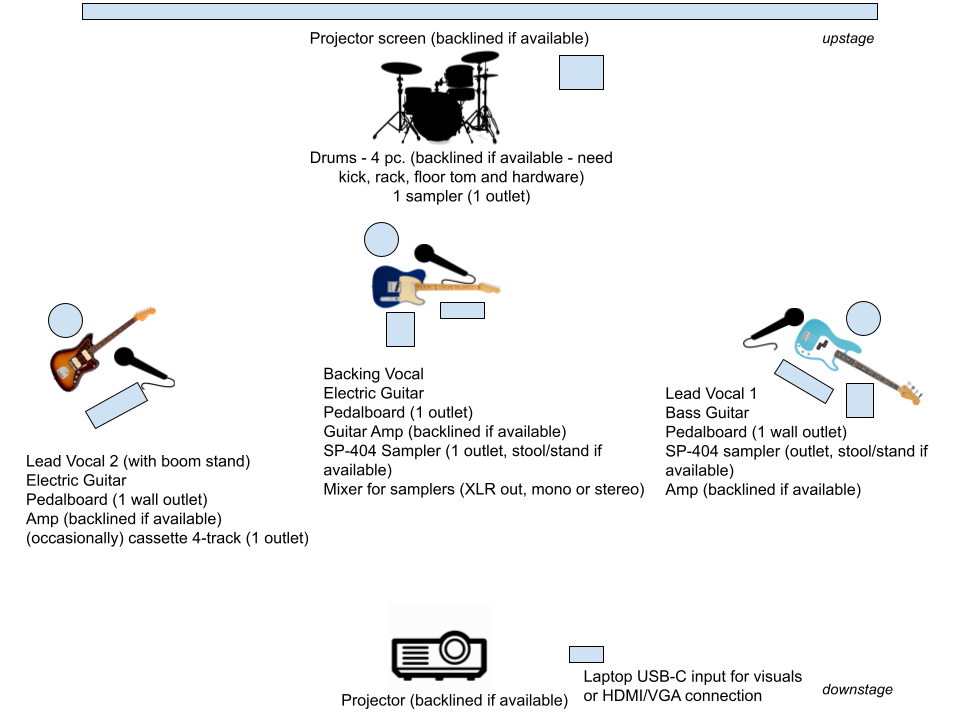 Projector screen (backlined if available)
upstage
Drums - 4 pc. (backlined if available - need
kick, rack, floor tom and hardware)
1 sampler (1 outlet)
Backing Vocal
Electric Guitar
Pedalboard (1 outlet)
Guitar Amp (backlined if available)
SP-404 Sampler (1 outlet, stool/stand if
available)
Mixer for samplers (XLR out, mono or stereo)
Lead Vocal 1
Bass Guitar
Pedalboard (1 wall outlet)
SP-404 sampler (outlet, stool/stand if
available)
Amp (backlined if available)
Lead Vocal 2 (with boom stand)
Electric Guitar
Pedalboard (1 wall outlet)
Amp (backlined if available)
(occasionally) cassette 4-track (1 outlet)
Projector (backlined if available)
Laptop USB-C input for visuals
or HDMI/VGA connection
downstage